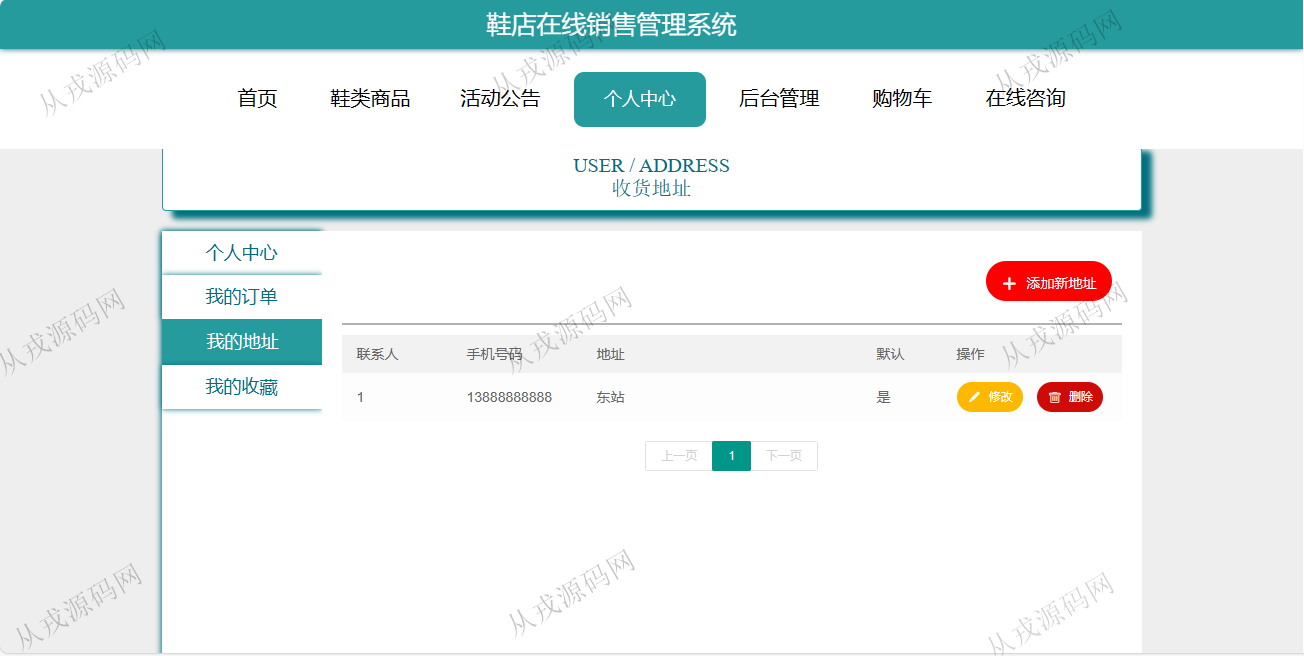 鞋店在线销售管理系统
首页 鞋类商品 活动公告 个人中心 后台管理 购物车 在线咨询
USER / ADDRESS
收货地址
个人中心
我的订单
我的地址
我的收藏
添加新地址
联系人 手机号码 地址 默认 操作
1 13888888888 东站 是 修改 删除
上一页 1 下一页
从戎源码网
从戎源码网
从戎源码网
从戎源码网
从戎源码网
从戎源码网
从戎源码网
从戎源码网
从戎源码网